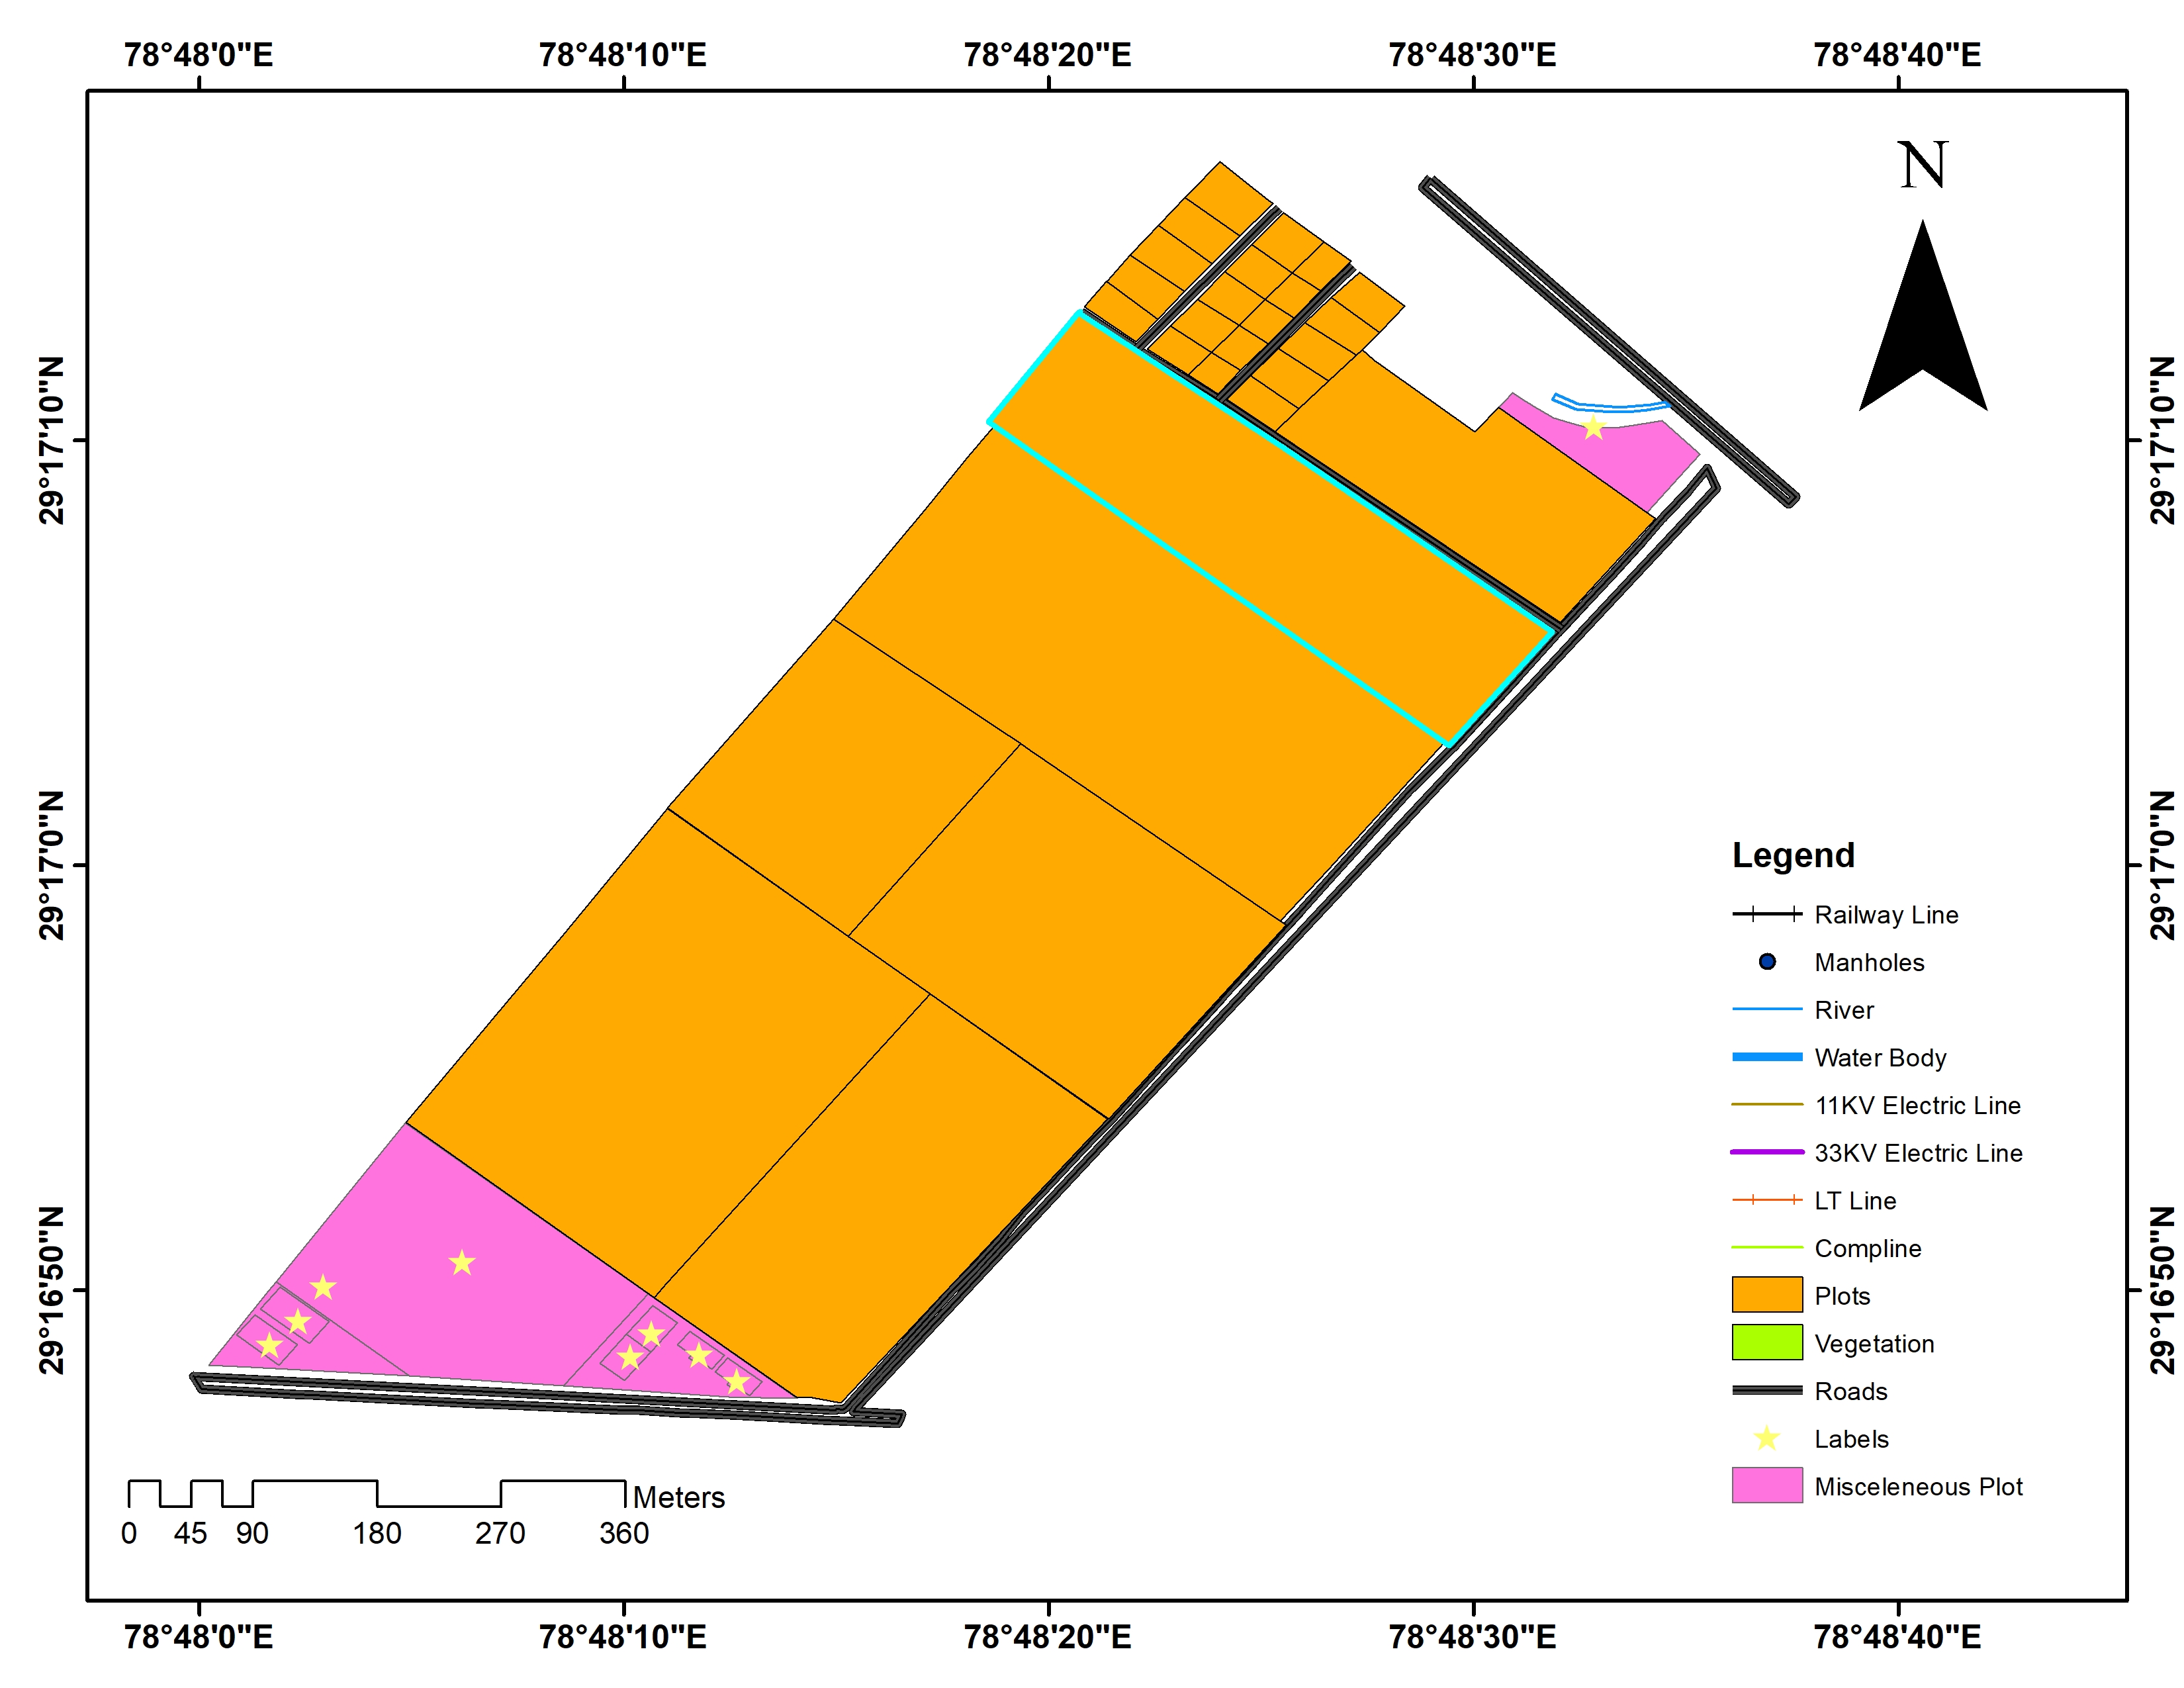 78°48'0"E 78°48'10"E 78°48'20"E 78°48'30"E 78°48'40"E
N
29°17'10"N 29°17'10"N
29°17'0"N 29°17'0"N
Legend
Railway Line
Manholes
River
Water Body
11KV Electric Line
33KV Electric Line
LT Line
Compline
Plots
Vegetation
Roads
Labels
Misceleneous Plot
29°16'50"N 29°16'50"N
Meters
0 45 90 180 270 360
78°48'0"E 78°48'10"E 78°48'20"E 78°48'30"E 78°48'40"E